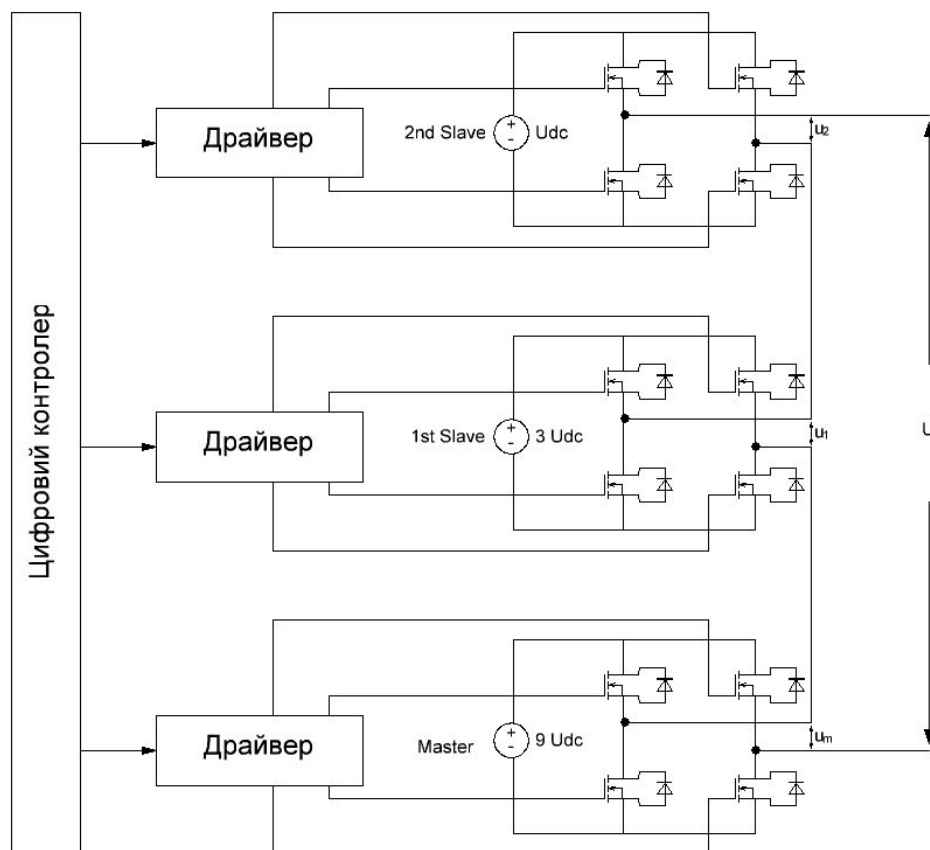 Цифровий контролер
Драйвер
2nd Slave
Udc
u2
Драйвер
1st Slave
3 Udc
u1
U
Драйвер
Master
9 Udc
um